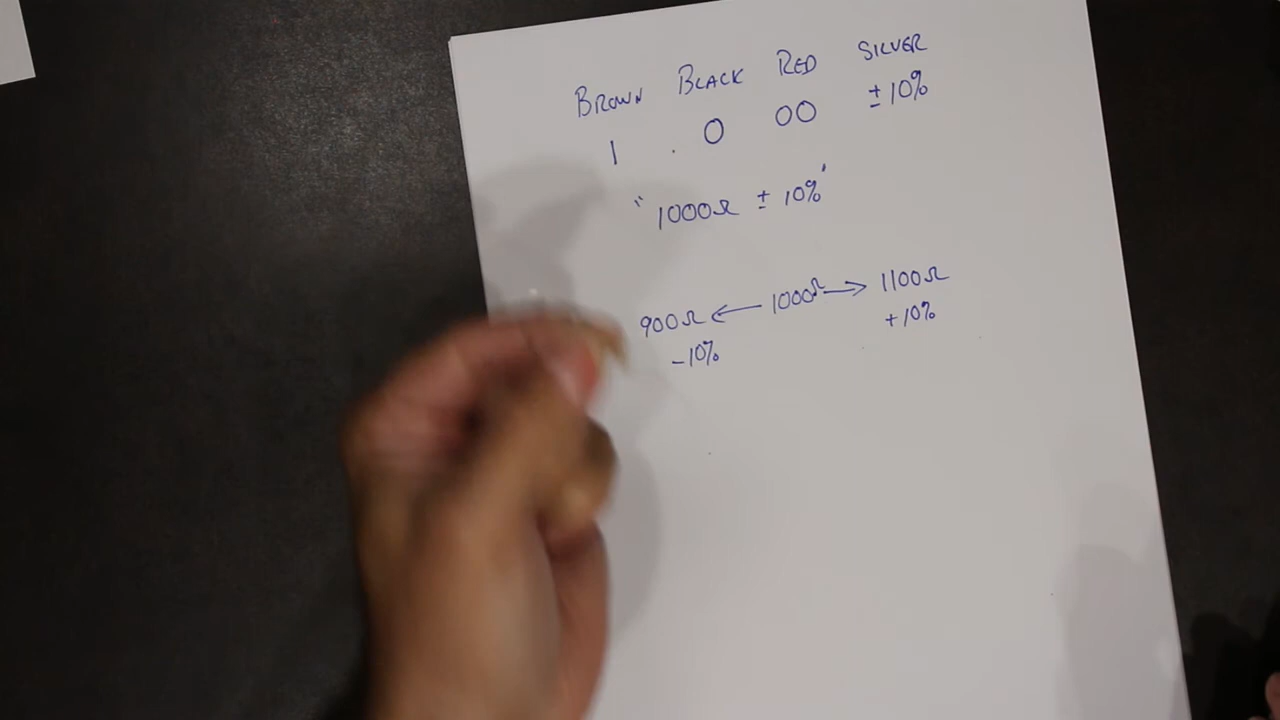 BROWN BLACK RED SILVER
1 . 0 00 ±10%
"1000Ω ± 10%"
900Ω ← 1000Ω → 1100Ω
-10% +10%